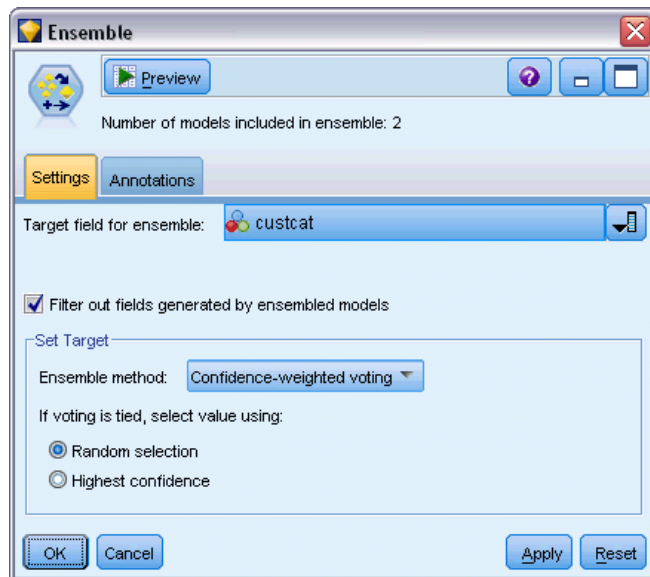 Ensemble
Preview
Number of models included in ensemble: 2
Settings Annotations
Target field for ensemble: custcat
Filter out fields generated by ensembled models
Set Target
Ensemble method: Confidence-weighted voting
If voting is tied, select value using:
Random selection
Highest confidence
OK Cancel Apply Reset